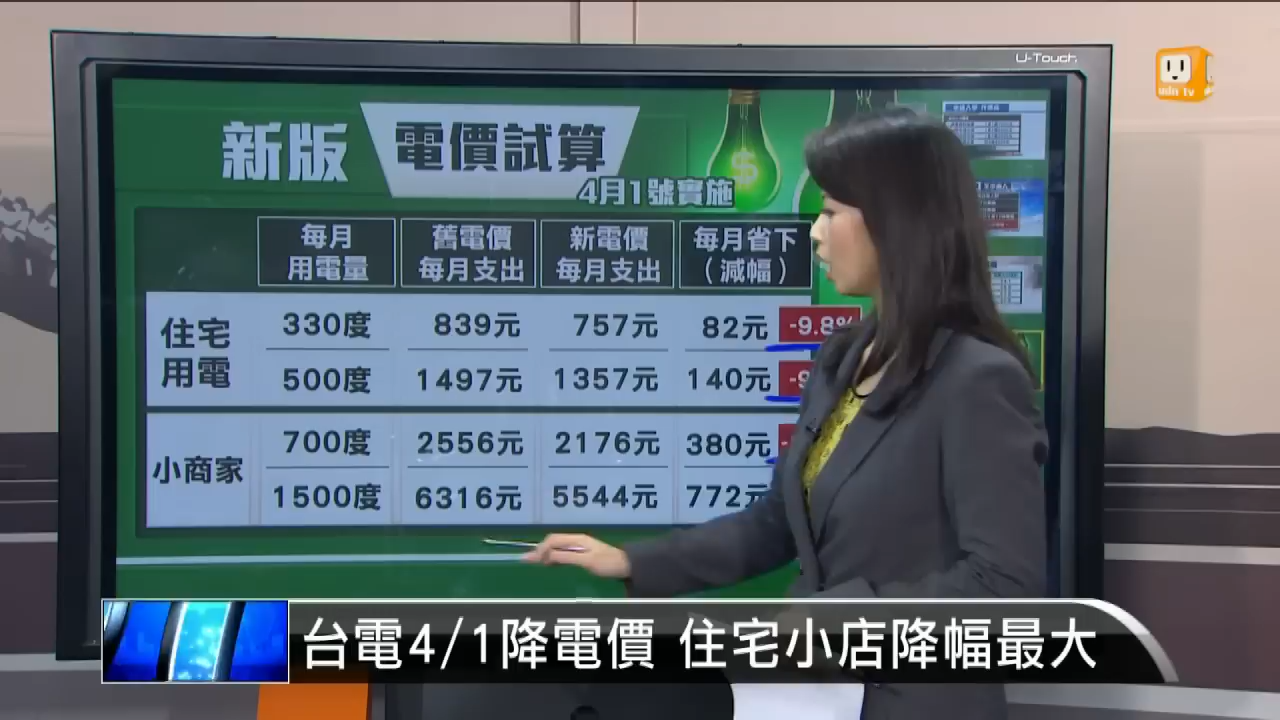 U-Touch
udn tv
新版 電價試算
4月1號實施
每月用電量 舊電價每月支出 新電價每月支出 每月省下（減幅）
住宅用電 330度 839元 757元 82元 -9.8%
500度 1497元 1357元 140元 -9
小商家 700度 2556元 2176元 380元
1500度 6316元 5544元 772元
台電4/1降電價 住宅小店降幅最大